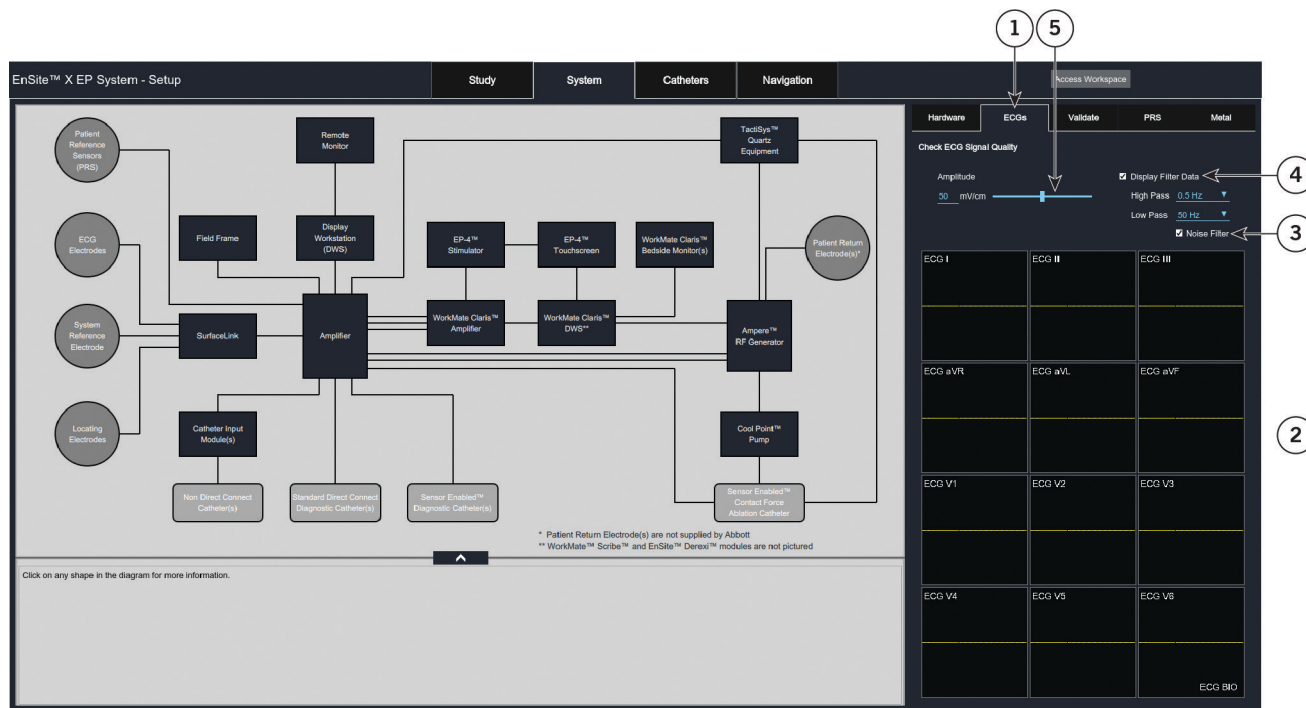 1
5
EnSite™ X EP System - Setup
Study
System
Catheters
Navigation
Access Workspace
Hardware
ECGs
Validate
PRS
Metal
Check ECG Signal Quality
Amplitude
50 mV/cm
Display Filter Data
4
High Pass 0.5 Hz
Low Pass 50 Hz
Noise Filter
3
Patient
Reference
Sensors
(PRS)
Remote
Monitor
TactiSys™
Quartz
Equipment
ECG
Electrodes
Field Frame
Display
Workstation
(DWS)
EP-4™
Stimulator
EP-4™
Touchscreen
WorkMate Claris™
Bedside Monitor(s)
Patient Return
Electrode(s)*
System
Reference
Electrode
SurfaceLink
Amplifier
WorkMate Claris™
Amplifier
WorkMate Claris™
DWS**
Ampere™
RF Generator
Locating
Electrodes
Catheter Input
Module(s)
Cool Point™
Pump
Non Direct Connect
Catheter(s)
Standard Direct Connect
Diagnostic Catheter(s)
Sensor Enabled™
Diagnostic Catheter(s)
Sensor Enabled™
Contact Force
Ablation Catheter
* Patient Return Electrode(s) are not supplied by Abbott
** WorkMate™ Scribe™ and EnSite™ Derexi™ modules are not pictured
Click on any shape in the diagram for more information.
ECG I
ECG II
ECG III
ECG aVR
ECG aVL
ECG aVF
2
ECG V1
ECG V2
ECG V3
ECG V4
ECG V5
ECG V6
ECG BIO